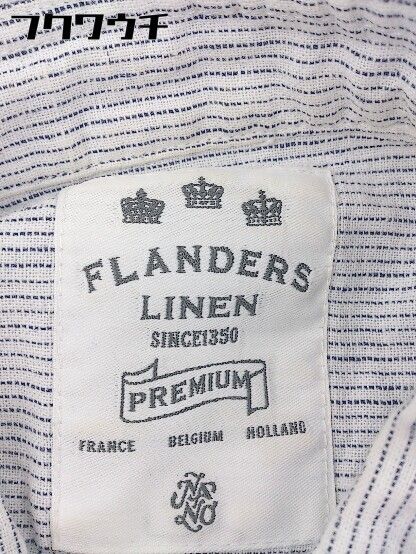 フクワウチ
FLANDERS
LINEN
SINCE1350
PREMIUM
FRANCE BELGIUM HOLLAND